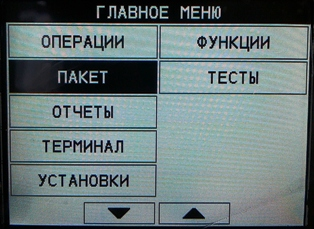 ГЛАВНОЕ МЕНЮ
ОПЕРАЦИИ ФУНКЦИИ
ПАКЕТ ТЕСТЫ
ОТЧЕТЫ
ТЕРМИНАЛ
УСТАНОВКИ